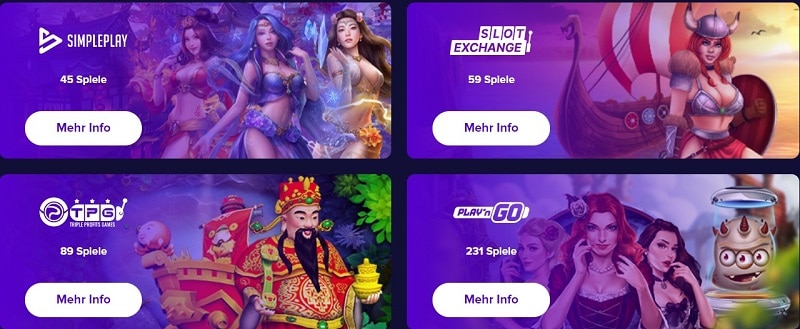 SIMPLEPLAY
45 Spiele
Mehr Info
SLOT
EXCHANGE
59 Spiele
Mehr Info
TPG
TRIPLE PROFITS GAMES
89 Spiele
Mehr Info
PLAY'n GO
231 Spiele
Mehr Info